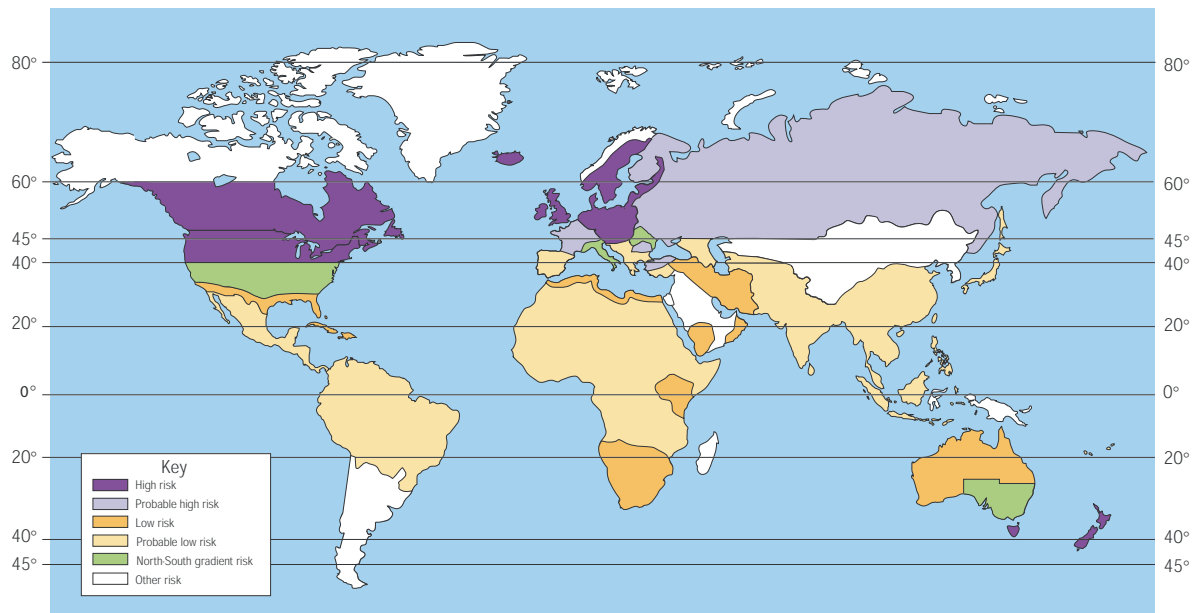 80° 80°
60° 60°
45° 45°
40° 40°
20° 20°
0° 0°
20° 20°
Key
High risk
Probable high risk
Low risk
Probable low risk
North-South gradient risk
Other risk
40° 40°
45° 45°